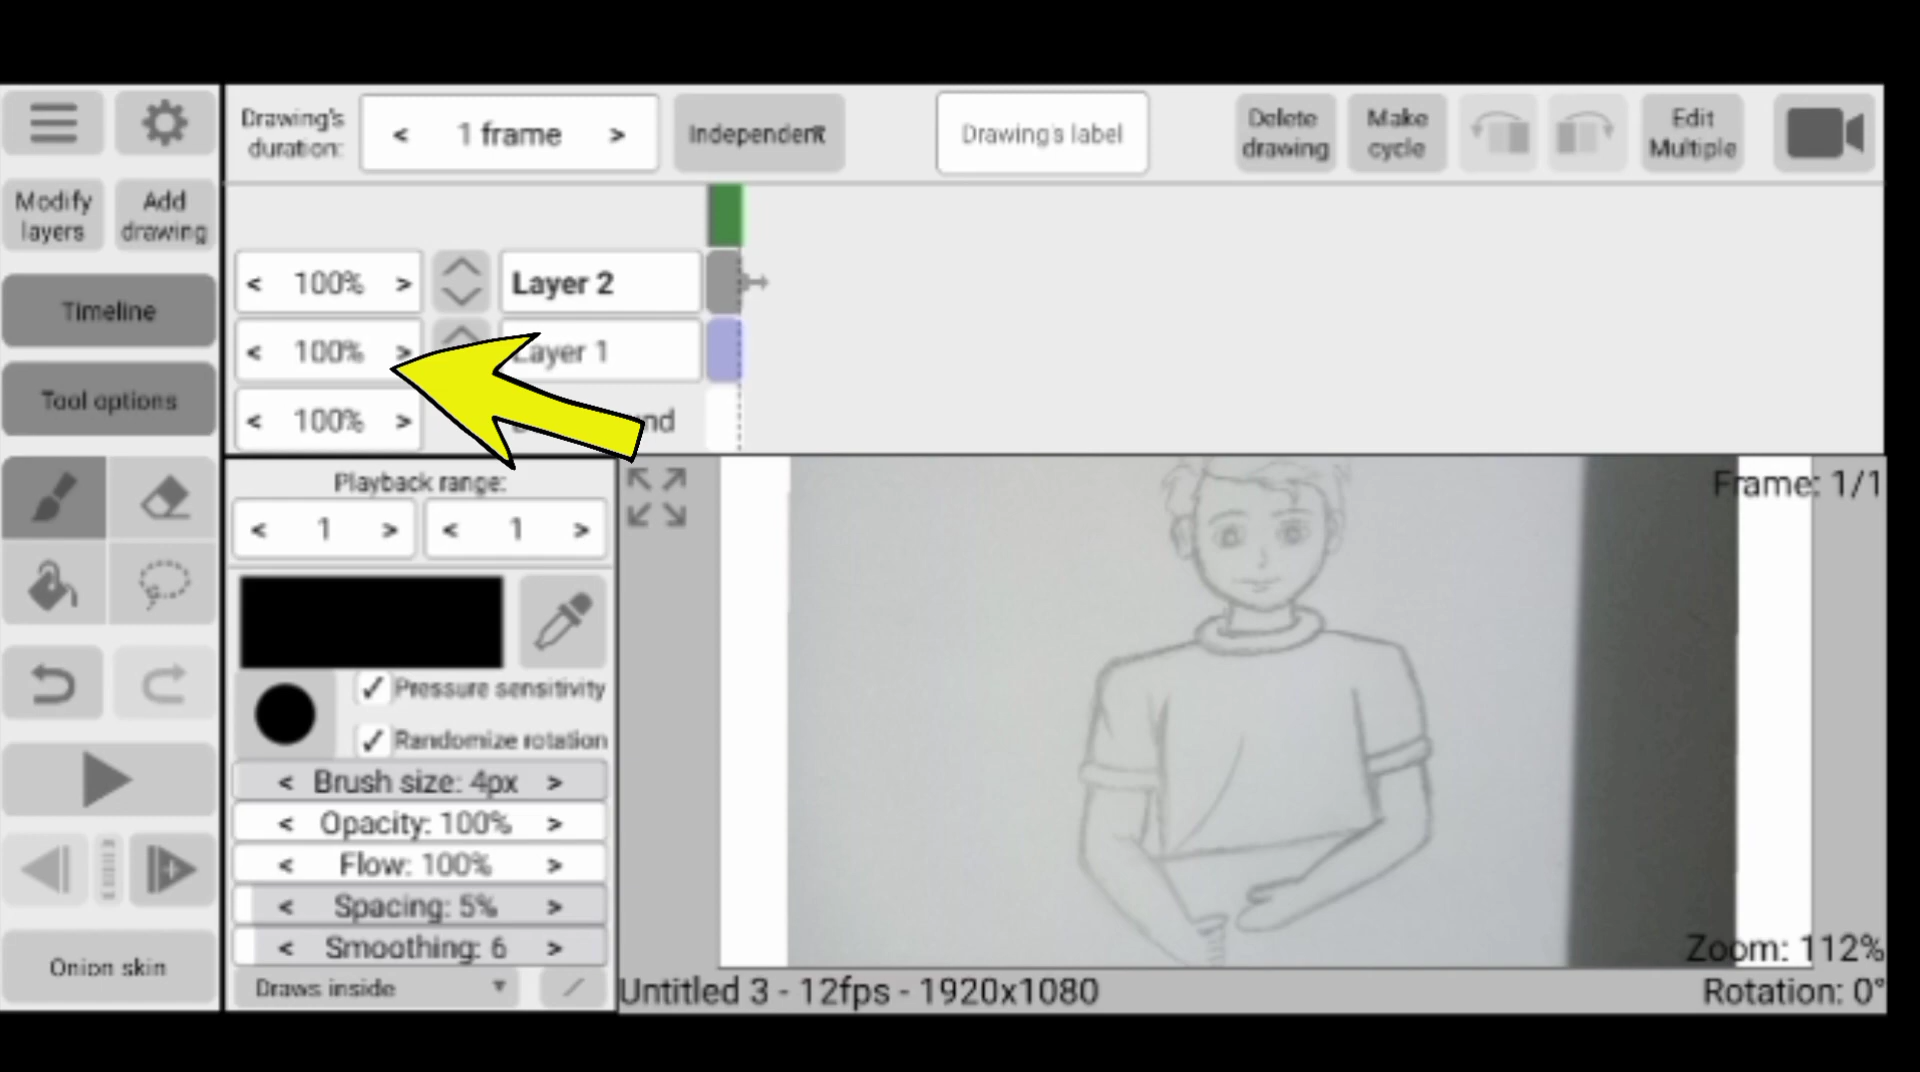 Drawing's duration:
< 1 frame >
Independent
Drawing's label
Delete drawing
Make cycle
Edit Multiple
Modify layers
Add drawing
Timeline
Tool options
< 100% >
Layer 2
< 100% >
Layer 1
< 100% >
Playback range:
< 1 >
< 1 >
Frame: 1/1
Pressure sensitivity
Randomize rotation
< Brush size: 4px >
< Opacity: 100% >
< Flow: 100% >
< Spacing: 5% >
< Smoothing: 6 >
Onion skin
Draws inside
Zoom: 112%
Untitled 3 - 12fps - 1920x1080
Rotation: 0°